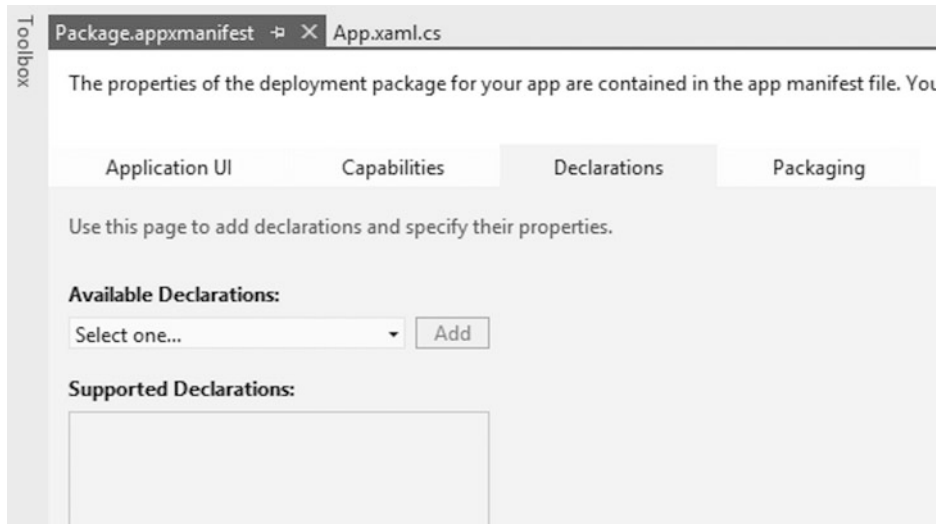 Toolbox
Package.appxmanifest App.xaml.cs
The properties of the deployment package for your app are contained in the app manifest file. You
Application UI Capabilities Declarations Packaging
Use this page to add declarations and specify their properties.
Available Declarations:
Select one... Add
Supported Declarations: